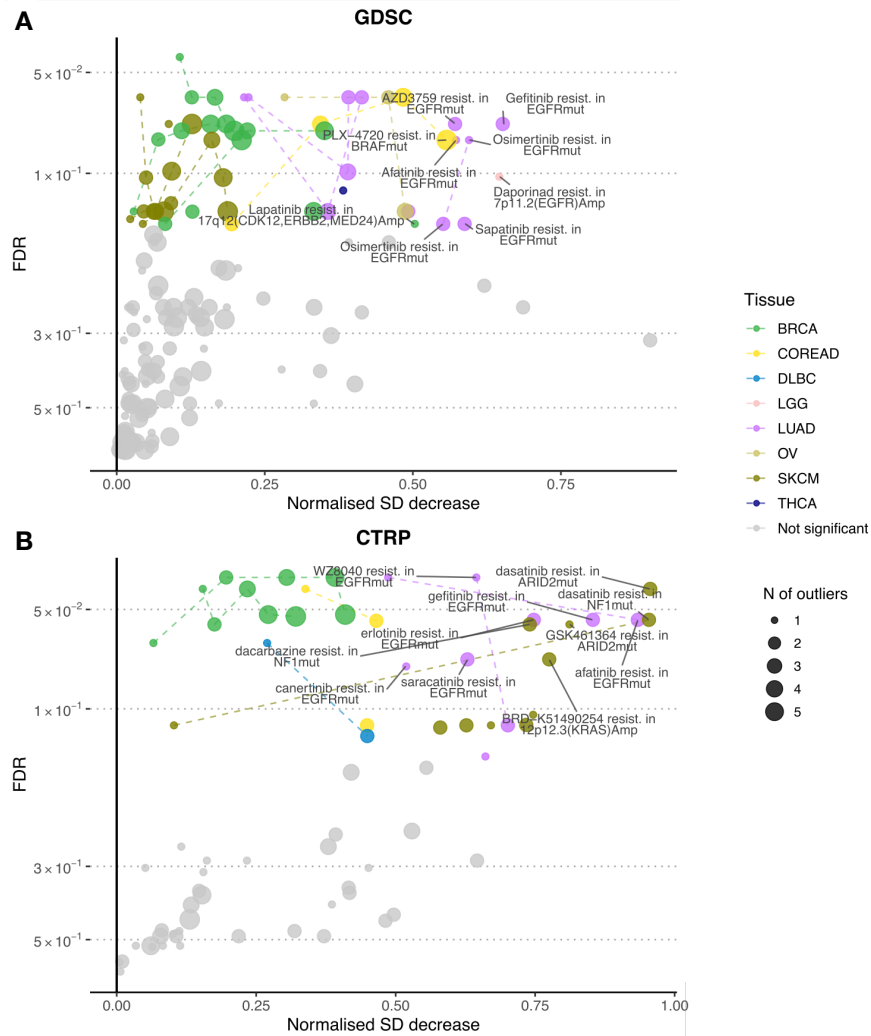 A
GDSC
5 × 10⁻²
1 × 10⁻¹
3 × 10⁻¹
5 × 10⁻¹
FDR
AZD3759 resist. in
EGFRmut
Gefitinib resist. in
EGFRmut
PLX−4720 resist. in
BRAFmut
Osimertinib resist. in
EGFRmut
Afatinib resist. in
EGFRmut
Daporinad resist. in
7p11.2(EGFR)Amp
Lapatinib resist. in
17q12(CDK12,ERBB2,MED24)Amp
Osimertinib resist. in
EGFRmut
Sapatinib resist. in
EGFRmut
0.00
0.25
0.50
0.75
Normalised SD decrease
B
CTRP
5 × 10⁻²
1 × 10⁻¹
3 × 10⁻¹
5 × 10⁻¹
FDR
WZ8040 resist. in
EGFRmut
dasatinib resist. in
ARID2mut
gefitinib resist. in
EGFRmut
dasatinib resist. in
NF1mut
erlotinib resist. in
EGFRmut
GSK461364 resist. in
ARID2mut
dacarbazine resist. in
NF1mut
canertinib resist. in
EGFRmut
saracatinib resist. in
EGFRmut
afatinib resist. in
EGFRmut
BRD−K51490254 resist. in
12p12.3(KRAS)Amp
0.00
0.25
0.50
0.75
1.00
Normalised SD decrease
Tissue
BRCA
COREAD
DLBC
LGG
LUAD
OV
SKCM
THCA
Not significant
N of outliers
1
2
3
4
5